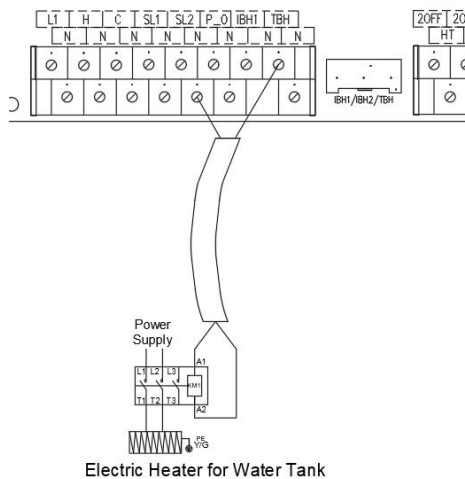 L1 H C SL1 SL2 P_O IBH1 TBH
N N N N N N N N
2OFF 2O
HT
IBH1/IBH2/TBH
Power
Supply
A1
L1 L2 L3
KM1
T1 T2 T3
A2
PE
Y/G
Electric Heater for Water Tank